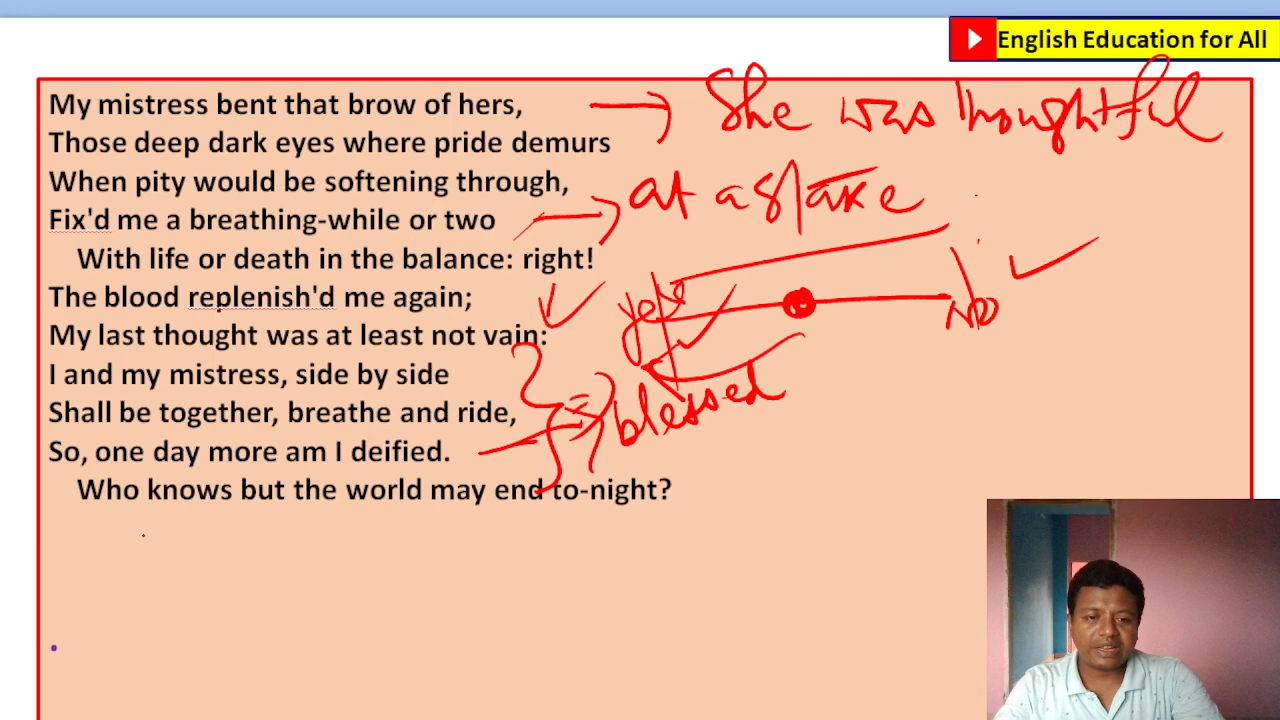 English Education for All
My mistress bent that brow of hers, She was thoughtful
Those deep dark eyes where pride demurs
When pity would be softening through, at a stake
Fix'd me a breathing-while or two
With life or death in the balance: right!
The blood replenish'd me again; yes No
My last thought was at least not vain:
I and my mistress, side by side
Shall be together, breathe and ride, blessed
So, one day more am I deified.
Who knows but the world may end to-night?